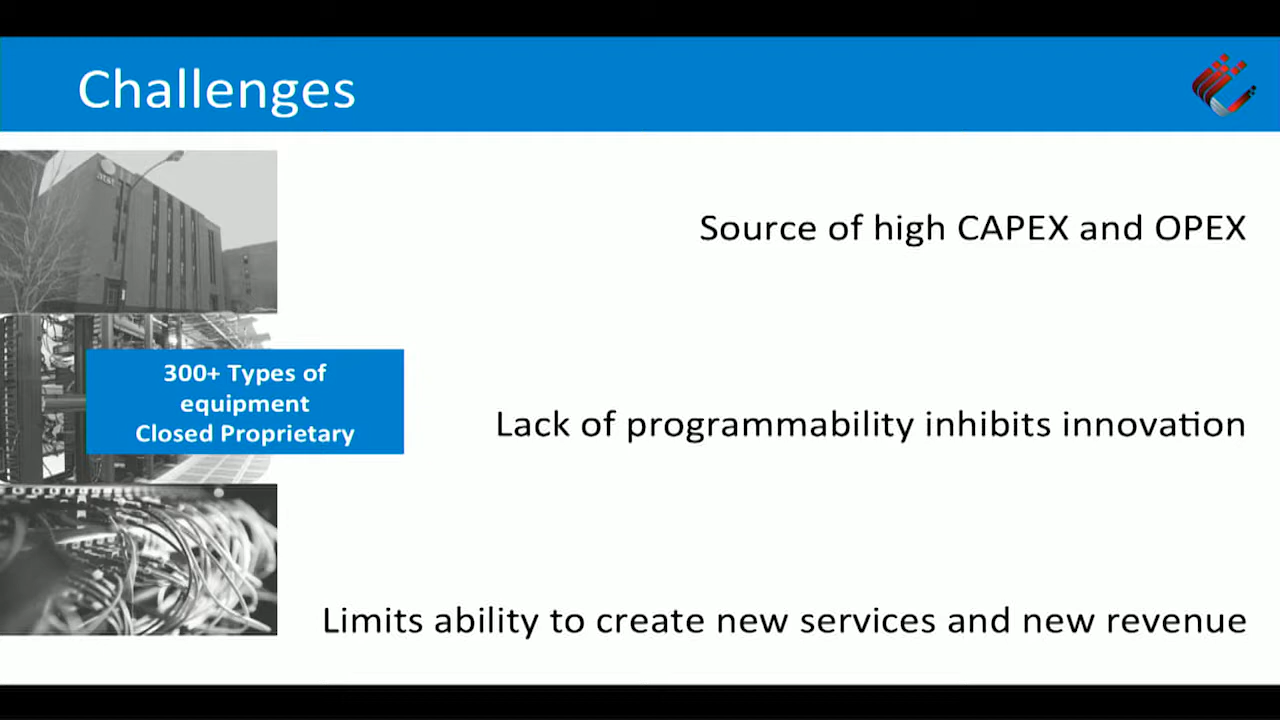 Challenges
at&t
Source of high CAPEX and OPEX
300+ Types of
equipment
Closed Proprietary
Lack of programmability inhibits innovation
Limits ability to create new services and new revenue